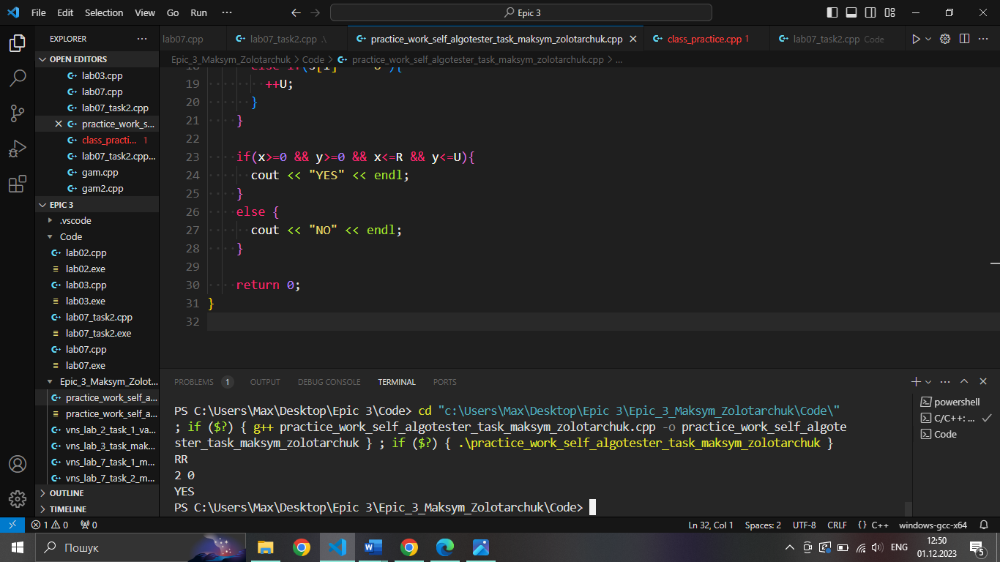 File Edit Selection View Go Run ··· Epic 3
EXPLORER ···
OPEN EDITORS
lab03.cpp
lab07.cpp
lab07_task2.cpp
practice_work_s...
class_practi... 1
lab07_task2.cpp...
gam.cpp
gam2.cpp
EPIC 3
.vscode
Code
lab02.cpp
lab02.exe
lab03.cpp
lab03.exe
lab07_task2.cpp
lab07_task2.exe
lab07.cpp
lab07.exe
Epic_3_Maksym_Zolot...
practice_work_self_a...
practice_work_self_a...
vns_lab_2_task_1_va...
vns_lab_3_task_mak...
vns_lab_7_task_1_m...
vns_lab_7_task_2_m...
OUTLINE
TIMELINE
lab07.cpp lab07_task2.cpp .\ practice_work_self_algotester_task_maksym_zolotarchuk.cpp class_practice.cpp 1 lab07_task2.cpp Code
Epic_3_Maksym_Zolotarchuk > Code > practice_work_self_algotester_task_maksym_zolotarchuk.cpp > ...
19 ++U;
20 }
21 }
22
23 if(x>=0 && y>=0 && x<=R && y<=U){
24 cout << "YES" << endl;
25 }
26 else {
27 cout << "NO" << endl;
28 }
29
30 return 0;
31 }
32
PROBLEMS 1 OUTPUT DEBUG CONSOLE TERMINAL PORTS
PS C:\Users\Max\Desktop\Epic 3\Code> cd "c:\Users\Max\Desktop\Epic 3\Epic_3_Maksym_Zolotarchuk\Code\"
; if ($?) { g++ practice_work_self_algotester_task_maksym_zolotarchuk.cpp -o practice_work_self_algote
ster_task_maksym_zolotarchuk } ; if ($?) { .\practice_work_self_algotester_task_maksym_zolotarchuk }
RR
2 0
YES
PS C:\Users\Max\Desktop\Epic 3\Epic_3_Maksym_Zolotarchuk\Code>
powershell
C/C++: ...
Code
1 0 0 Ln 32, Col 1 Spaces: 2 UTF-8 CRLF {} C++ windows-gcc-x64
Пошук ENG 12:50
01.12.2023 5